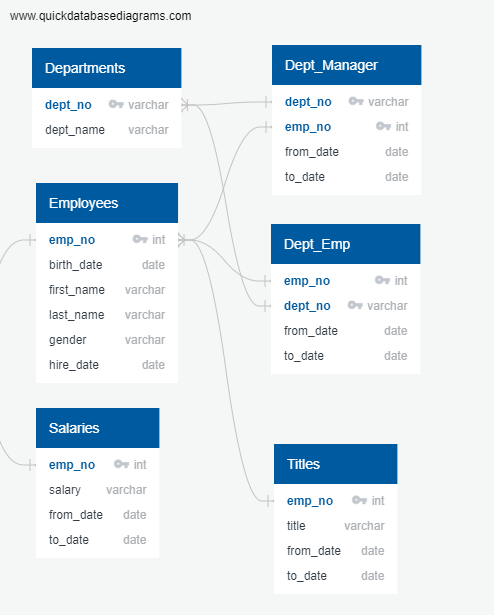 www.quickdatabasediagrams.com
Departments
dept_no varchar
dept_name varchar
Dept_Manager
dept_no varchar
emp_no int
from_date date
to_date date
Employees
emp_no int
birth_date date
first_name varchar
last_name varchar
gender varchar
hire_date date
Dept_Emp
emp_no int
dept_no varchar
from_date date
to_date date
Salaries
emp_no int
salary varchar
from_date date
to_date date
Titles
emp_no int
title varchar
from_date date
to_date date